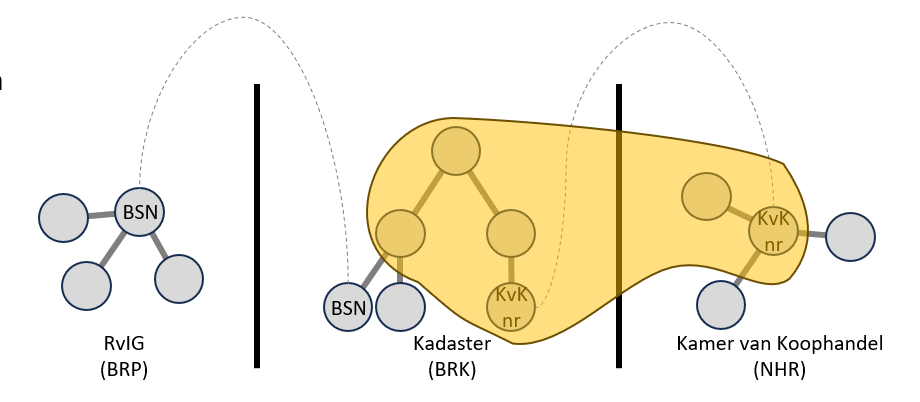 BSN
BSN
KvK
nr
KvK
nr
RvIG
(BRP)
Kadaster
(BRK)
Kamer van Koophandel
(NHR)